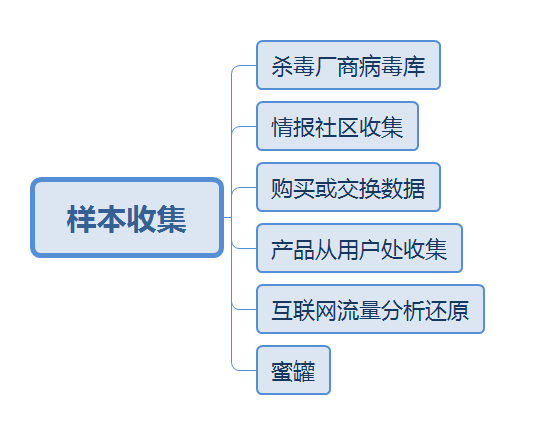 样本收集
杀毒厂商病毒库
情报社区收集
购买或交换数据
产品从用户处收集
互联网流量分析还原
蜜罐